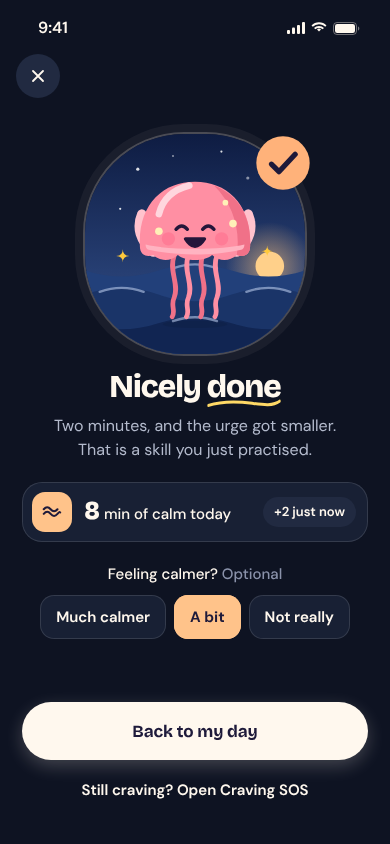 9:41
Nicely done
Two minutes, and the urge got smaller.
That is a skill you just practised.
8 min of calm today
+2 just now
Feeling calmer? Optional
Much calmer
A bit
Not really
Back to my day
Still craving? Open Craving SOS